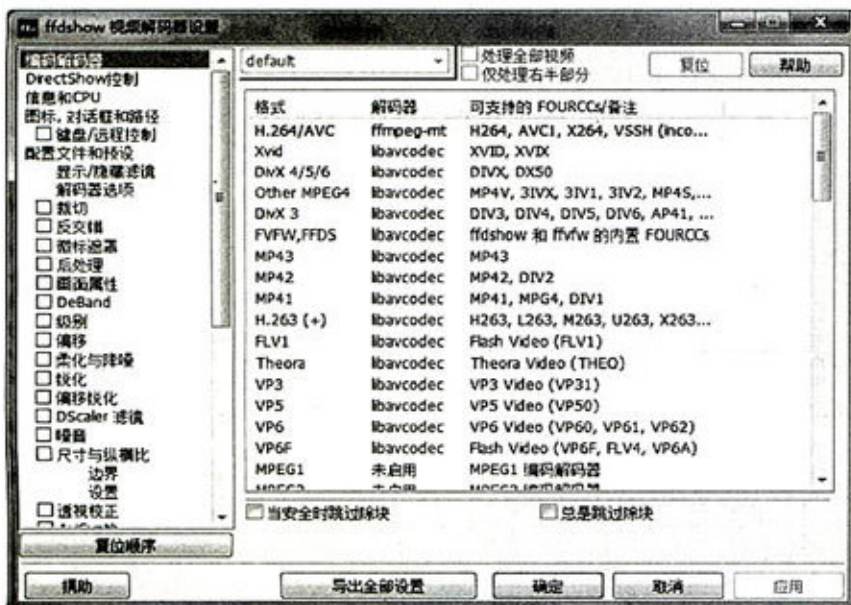 ffdshow 视频解码器设置
DirectShow控制
信息和CPU
图标, 对话框和路径
键盘/远程控制
配置文件和预设
显示/隐藏滤镜
解码器选项
裁切
反交错
徽标遮罩
后处理
画面属性
DeBand
级别
偏移
柔化与降噪
锐化
偏移锐化
DScaler 滤镜
噪音
尺寸与纵横比
边界
设置
透视校正
复位顺序
default
处理全部视频
仅处理右半部分
复位
帮助
格式 解码器 可支持的 FOURCCs/备注
H.264/AVC ffmpeg-mt H264, AVC1, X264, VSSH (inco...
Xvid libavcodec XVID, XVIX
DivX 4/5/6 libavcodec DIVX, DX50
Other MPEG4 libavcodec MP4V, 3IVX, 3IV1, 3IV2, MP4S,...
DivX 3 libavcodec DIV3, DIV4, DIV5, DIV6, AP41, ...
FVFW,FFDS libavcodec ffdshow 和 ffvfw 的内置 FOURCCs
MP43 libavcodec MP43
MP42 libavcodec MP42, DIV2
MP41 libavcodec MP41, MPG4, DIV1
H.263 (+) libavcodec H263, L263, M263, U263, X263...
FLV1 libavcodec Flash Video (FLV1)
Theora libavcodec Theora Video (THEO)
VP3 libavcodec VP3 Video (VP31)
VP5 libavcodec VP5 Video (VP50)
VP6 libavcodec VP6 Video (VP60, VP61, VP62)
VP6F libavcodec Flash Video (VP6F, FLV4, VP6A)
MPEG1 未启用 MPEG1 编码解码器
当安全时跳过除块
总是跳过除块
捐助
导出全部设置
确定
取消
应用